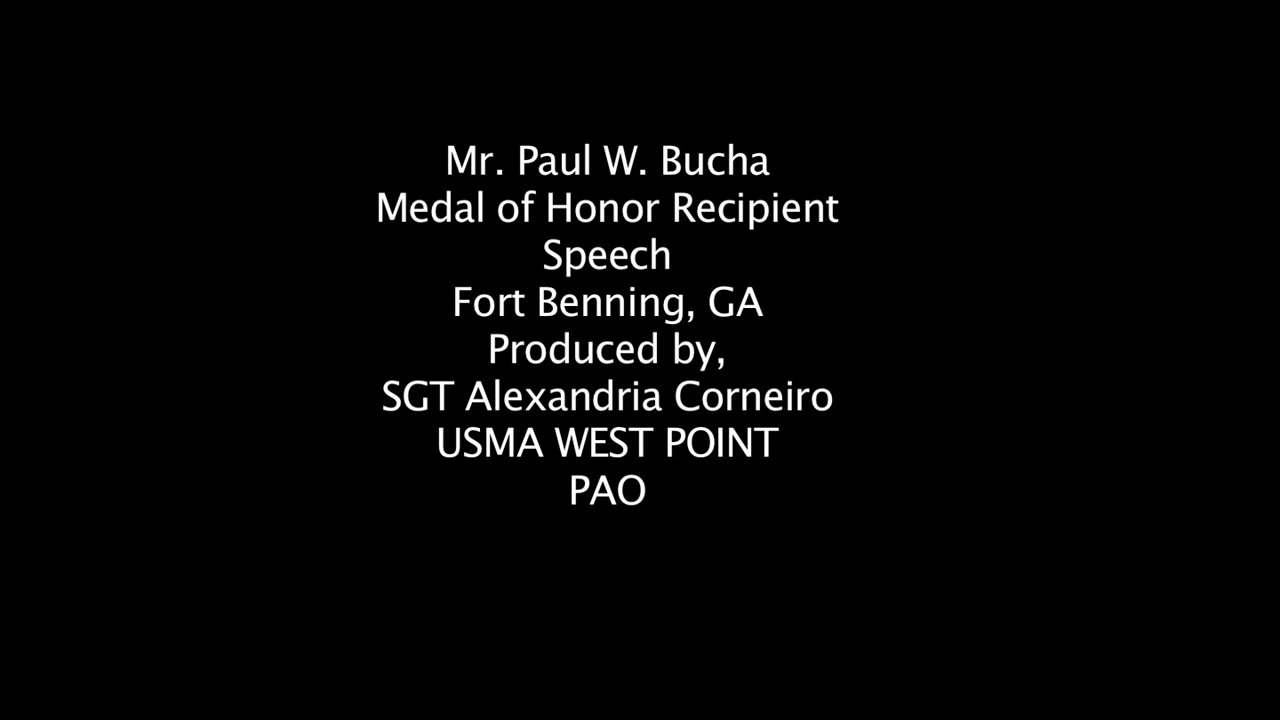 Mr. Paul W. Bucha
Medal of Honor Recipient
Speech
Fort Benning, GA
Produced by,
SGT Alexandria Corneiro
USMA WEST POINT
PAO